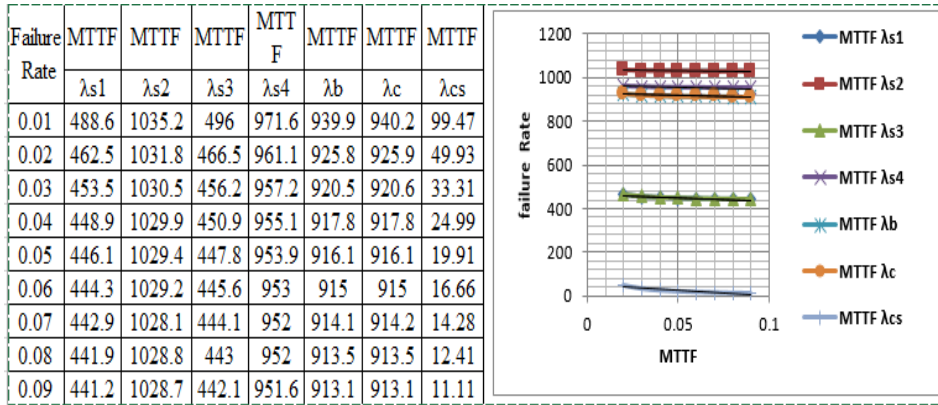 Failure Rate MTTF MTTF MTTF MTT F MTTF MTTF MTTF
λs1 λs2 λs3 λs4 λb λc λcs
0.01 488.6 1035.2 496 971.6 939.9 940.2 99.47
0.02 462.5 1031.8 466.5 961.1 925.8 925.9 49.93
0.03 453.5 1030.5 456.2 957.2 920.5 920.6 33.31
0.04 448.9 1029.9 450.9 955.1 917.8 917.8 24.99
0.05 446.1 1029.4 447.8 953.9 916.1 916.1 19.91
0.06 444.3 1029.2 445.6 953 915 915 16.66
0.07 442.9 1028.1 444.1 952 914.1 914.2 14.28
0.08 441.9 1028.8 443 952 913.5 913.5 12.41
0.09 441.2 1028.7 442.1 951.6 913.1 913.1 11.11
failure Rate
1200
1000
800
600
400
200
0
0 0.05 0.1
MTTF
MTTF λs1
MTTF λs2
MTTF λs3
MTTF λs4
MTTF λb
MTTF λc
MTTF λcs